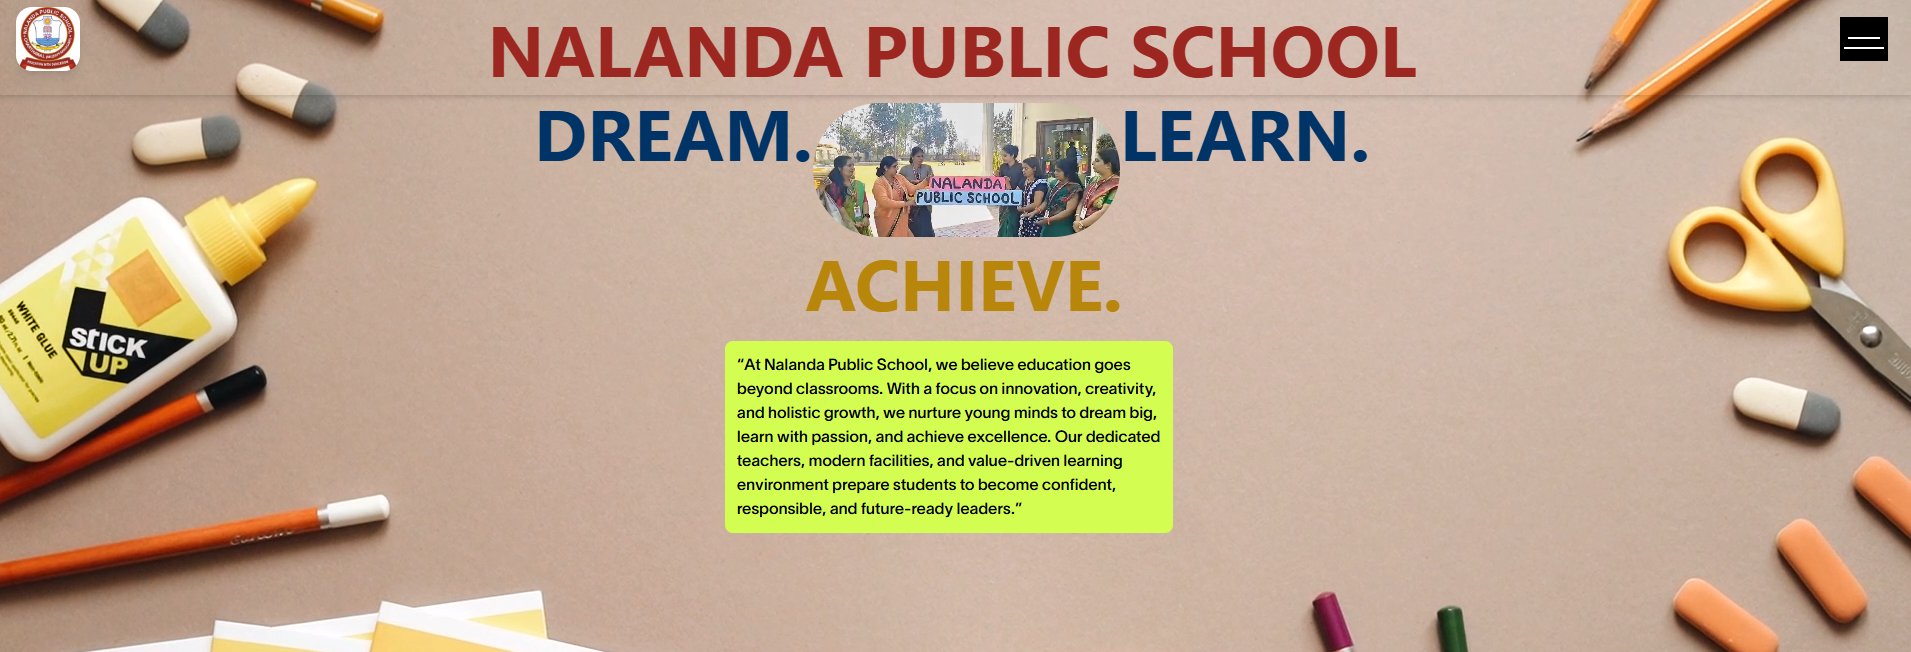 NALANDA PUBLIC SCHOOL
NALANDA PUBLIC SCHOOL
DREAM.
NALANDA
PUBLIC SCHOOL
LEARN.
ACHIEVE.
“At Nalanda Public School, we believe education goes
beyond classrooms. With a focus on innovation, creativity,
and holistic growth, we nurture young minds to dream big,
learn with passion, and achieve excellence. Our dedicated
teachers, modern facilities, and value-driven learning
environment prepare students to become confident,
responsible, and future-ready leaders.”
WHITE GLUE
STICK
UP